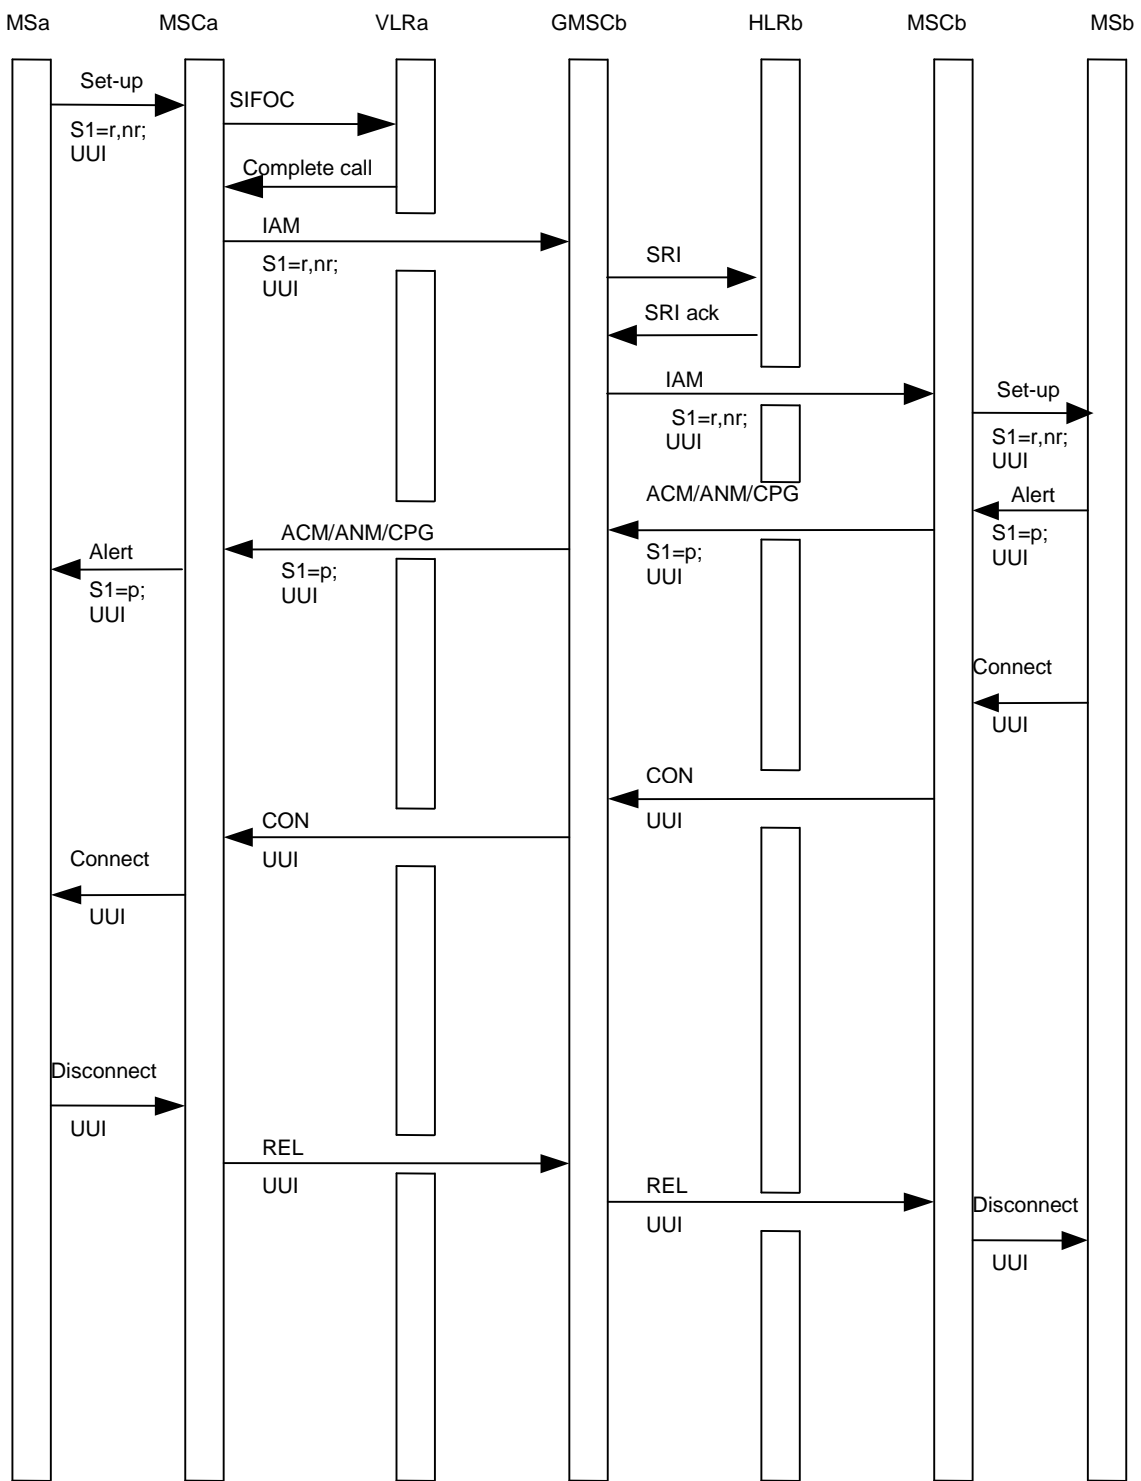 MSa MSCa VLRa GMSCb HLRb MSCb MSb
Set-up
SIFOC
S1=r,nr;
UUI
Complete call
IAM
S1=r,nr;
UUI
SRI
SRI ack
IAM
S1=r,nr;
UUI
Set-up
S1=r,nr;
UUI
ACM/ANM/CPG
Alert
S1=p;
UUI
S1=p;
UUI
ACM/ANM/CPG
S1=p;
UUI
Alert
S1=p;
UUI
Connect
UUI
CON
UUI
CON
UUI
Connect
UUI
Disconnect
UUI
REL
UUI
REL
UUI
Disconnect
UUI